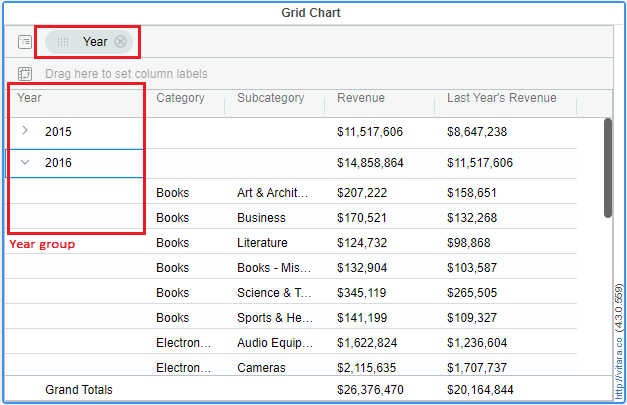 Grid Chart
Year
Drag here to set column labels
Year Category Subcategory Revenue Last Year's Revenue
2015 $11,517,606 $8,647,238
2016 $14,858,864 $11,517,606
Books Art & Archit... $207,222 $158,651
Books Business $170,521 $132,268
Year group
Books Literature $124,732 $98,868
Books Books - Mis... $132,904 $103,587
Books Science & T... $345,119 $265,505
Books Sports & He... $141,199 $109,327
Electron... Audio Equip... $1,622,824 $1,236,604
Electron... Cameras $2,115,635 $1,707,737
Grand Totals $26,376,470 $20,164,844
http://vitara.co (4.3.0.559)